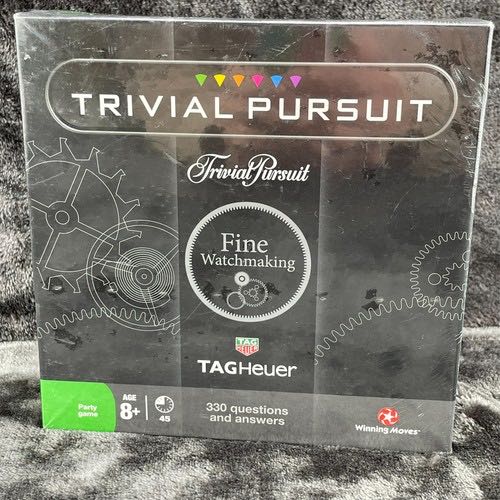 TRIVIAL PURSUIT
Trivial Pursuit
Fine
Watchmaking
TAG
HEUER
TAGHeuer
Party
game
AGE
8+
45
330 questions
and answers
Winning Moves